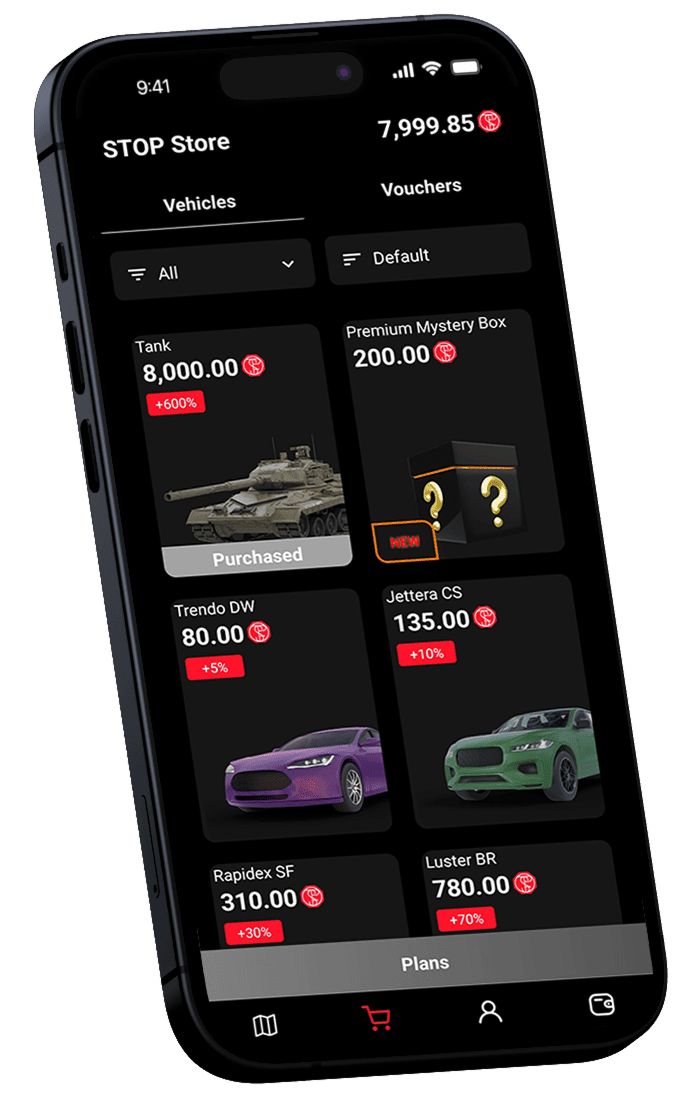 9:41
STOP Store
7,999.85
Vehicles
Vouchers
All
Default
Tank
8,000.00
+600%
Purchased
Premium Mystery Box
200.00
? ?
NEW
Trendo DW
80.00
+5%
Jettera CS
135.00
+10%
Rapidex SF
310.00
+30%
Luster BR
780.00
+70%
Plans